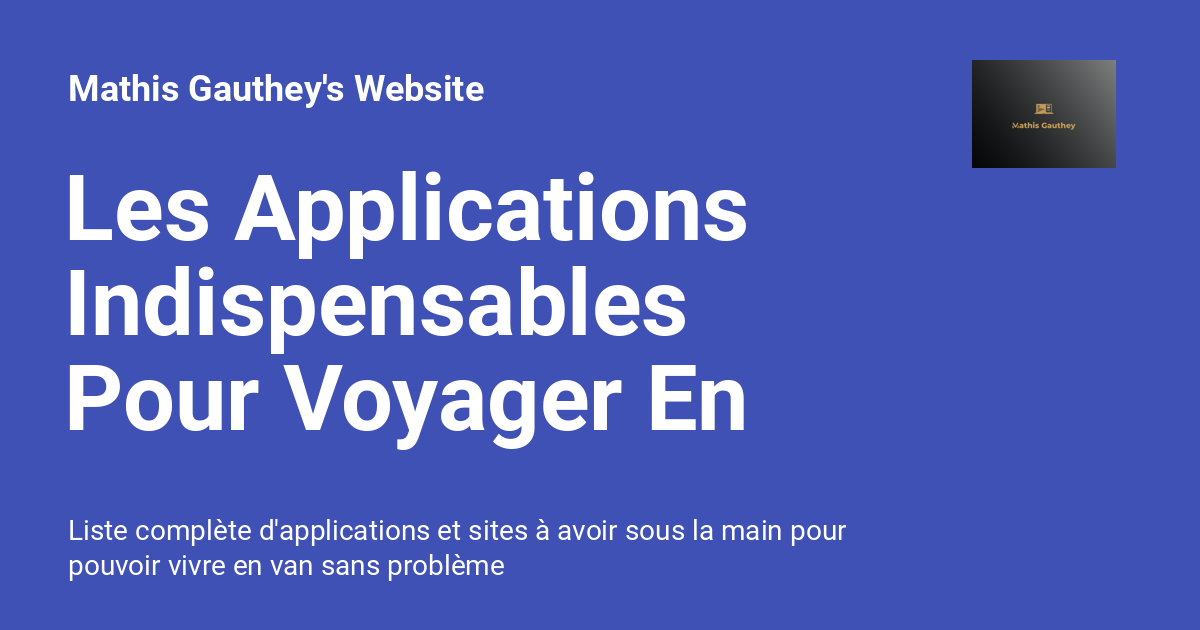 Mathis Gauthey's Website
Mathis Gauthey
Les Applications
Indispensables
Pour Voyager En
Liste complète d'applications et sites à avoir sous la main pour
pouvoir vivre en van sans problème